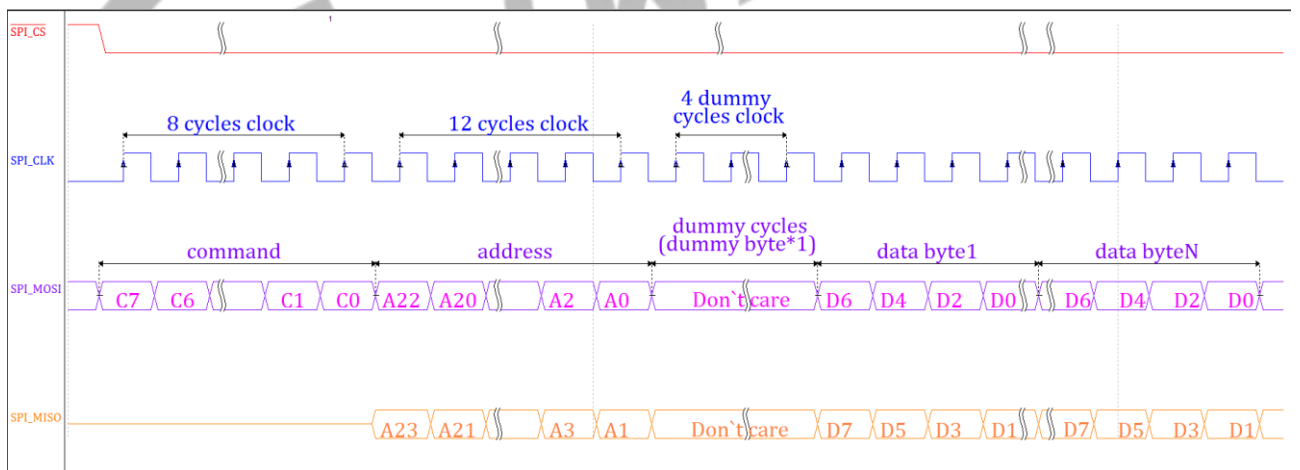 1
SPI_CS
8 cycles clock
12 cycles clock
4 dummy
cycles clock
SPI_CLK
command
address
dummy cycles
(dummy byte*1)
data byte1
data byteN
SPI_MOSI
C7 C6 C1 C0 A22 A20 A2 A0 Don`t care D6 D4 D2 D0 D6 D4 D2 D0
SPI_MISO
A23 A21 A3 A1 Don`t care D7 D5 D3 D1 D7 D5 D3 D1